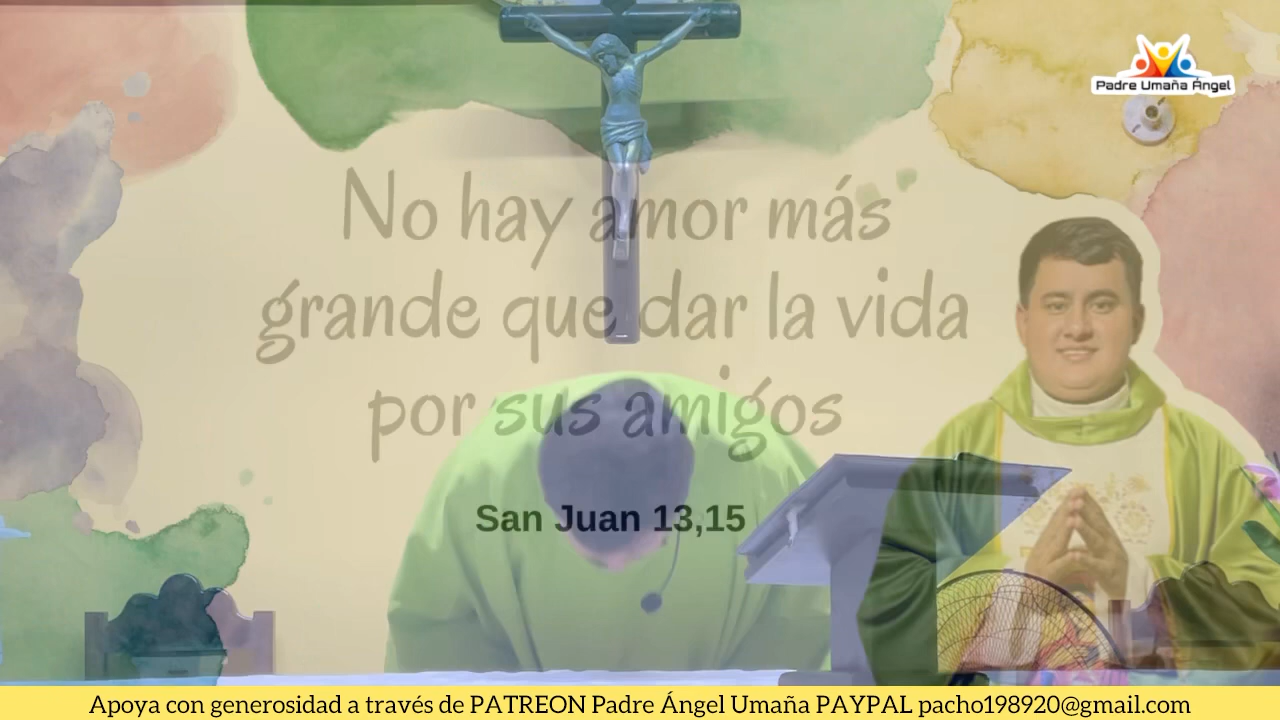 Padre Umaña Ángel
No hay amor más
grande que dar la vida
por sus amigos
San Juan 13,15
Apoya con generosidad a través de PATREON Padre Ángel Umaña PAYPAL pacho198920@gmail.com